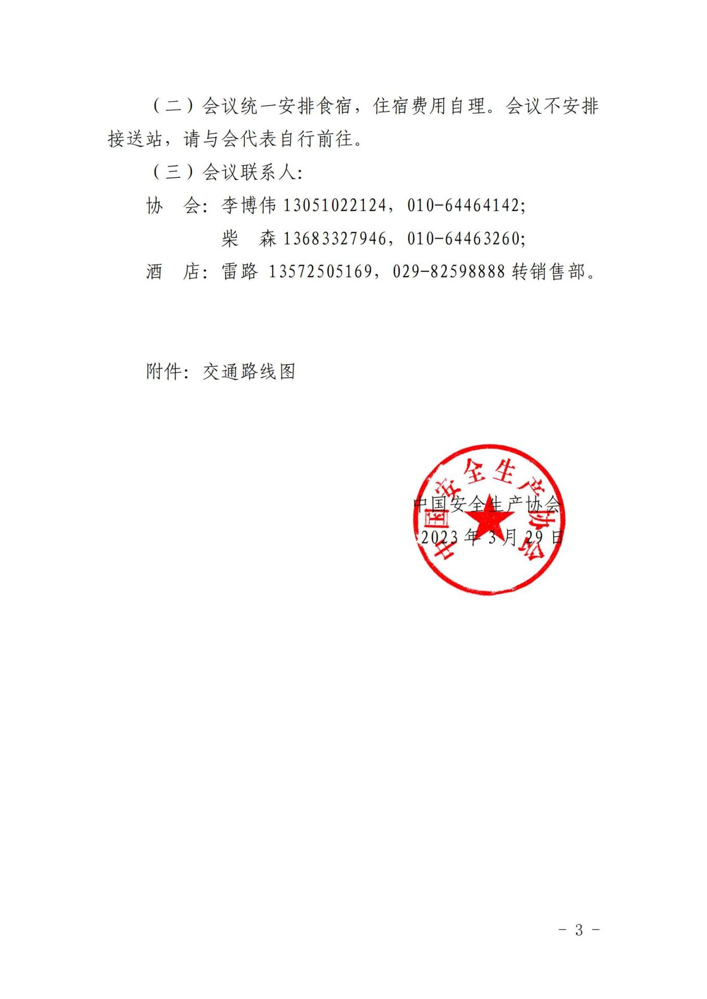 （二）会议统一安排食宿，住宿费用自理。会议不安排
接送站，请与会代表自行前往。
（三）会议联系人：
协　会：李博伟 13051022124，010-64464142；
柴　森 13683327946，010-64463260；
酒　店：雷路 13572505169，029-82598888 转销售部。
附件：交通路线图
中国安全生产协会
中国安全生产协会
2023 年 3 月 29 日
- 3 -